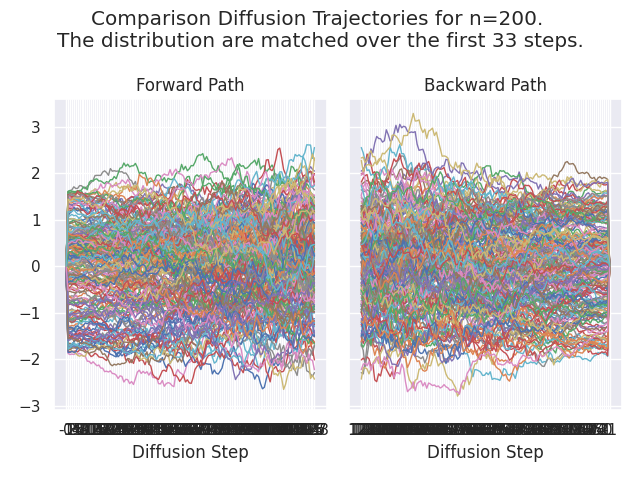 Comparison Diffusion Trajectories for n=200.
The distribution are matched over the first 33 steps.
Forward Path
Backward Path
3
2
1
0
−1
−2
−3
Diffusion Step
Diffusion Step